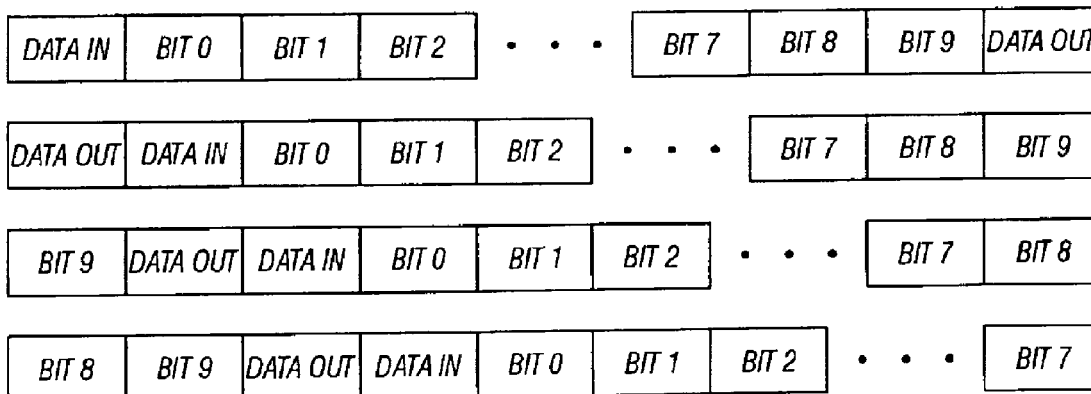 DATA IN BIT 0 BIT 1 BIT 2 • • • BIT 7 BIT 8 BIT 9 DATA OUT
DATA OUT DATA IN BIT 0 BIT 1 BIT 2 • • • BIT 7 BIT 8 BIT 9
BIT 9 DATA OUT DATA IN BIT 0 BIT 1 BIT 2 • • • BIT 7 BIT 8
BIT 8 BIT 9 DATA OUT DATA IN BIT 0 BIT 1 BIT 2 • • • BIT 7